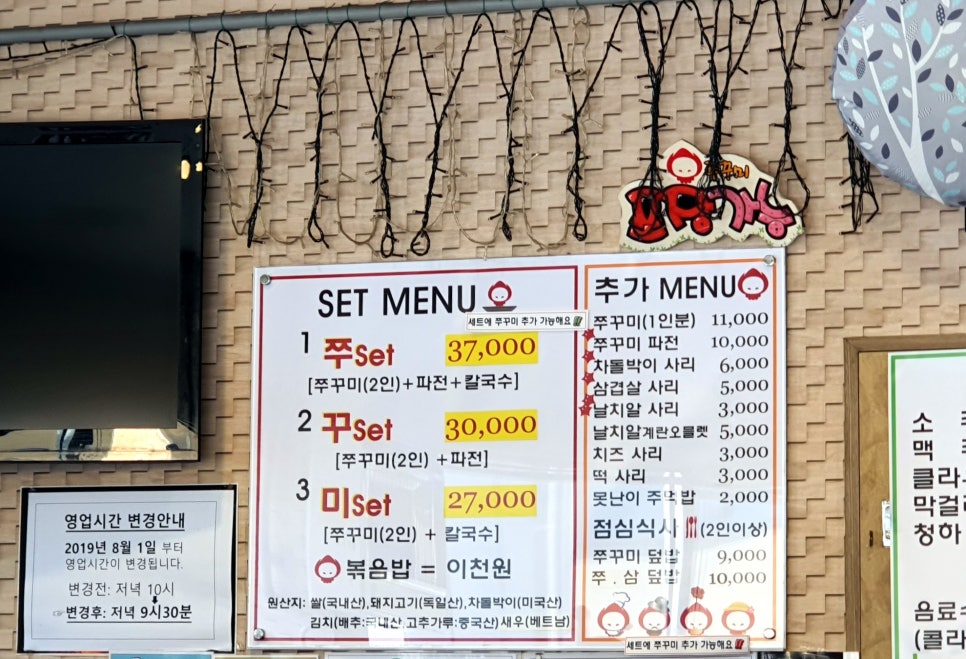 쭈꾸미
SET MENU
세트에 쭈꾸미 추가 가능해요
1 쭈Set 37,000
[쭈꾸미(2인)+파전+칼국수]
2 꾸Set 30,000
[쭈꾸미(2인) +파전]
3 미Set 27,000
[쭈꾸미(2인) + 칼국수]
볶음밥 = 이천원
원산지: 쌀(국내산),돼지고기(독일산),차돌박이(미국산)
김치(배추:국내산,고추가루:중국산)새우(베트남)
추가 MENU
쭈꾸미(1인분) 11,000
쭈꾸미 파전 10,000
차돌박이 사리 6,000
삼겹살 사리 5,000
날치알 사리 3,000
날치알계란오믈렛 5,000
치즈 사리 3,000
떡 사리 3,000
못난이 주먹밥 2,000
점심식사 (2인이상)
쭈꾸미 덮밥 9,000
쭈.삼 덮밥 10,000
세트에 쭈꾸미 추가 가능해요
영업시간 변경안내
2019년 8월 1일 부터
영업시간이 변경됩니다.
변경전: 저녁 10시
☞변경후: 저녁 9시30분
소
맥
클라
막걸리
청하
음료수
(콜라